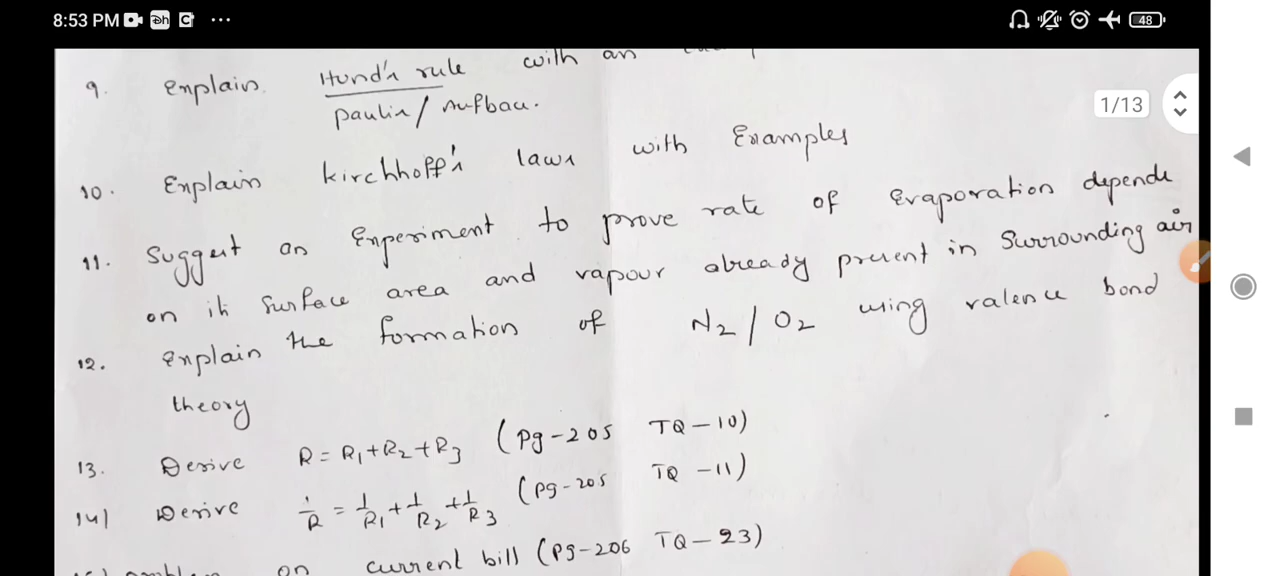 8:53 PM
48
1/13
9. Explain Hund's rule with an
paulis/Aufbau.
10. Explain kirchhoff's laws with Examples
11. Suggest an Experiment to prove rate of Evaporation depends
on its surface area and vapour already present in surrounding air
12. Explain the formation of N2/O2 using valence bond
theory
13. Derive R = R1+R2+R3 (Pg-205 TQ-10)
14) Derive 1/R = 1/R1+1/R2+1/R3 (Pg-205 TQ-11)
on current bill (Pg-206 TQ-23)